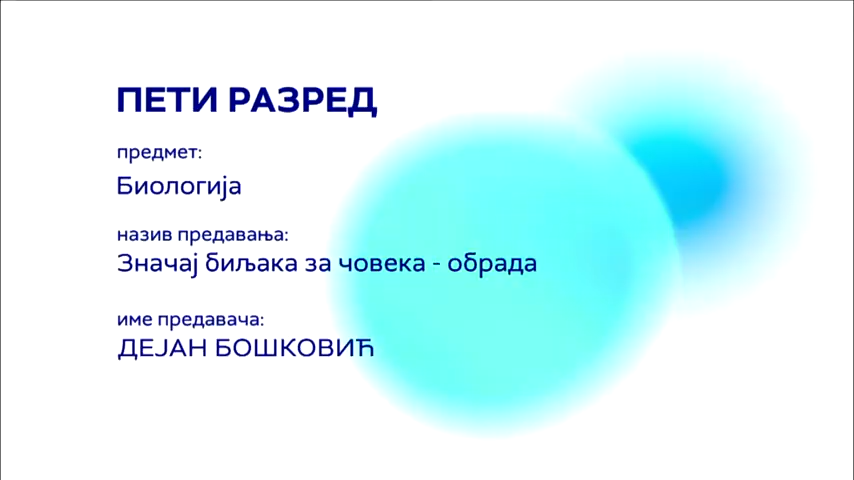 ПЕТИ РАЗРЕД
предмет:
Биологија
назив предавања:
Значај биљака за човека - обрада
име предавача:
ДЕЈАН БОШКОВИЋ